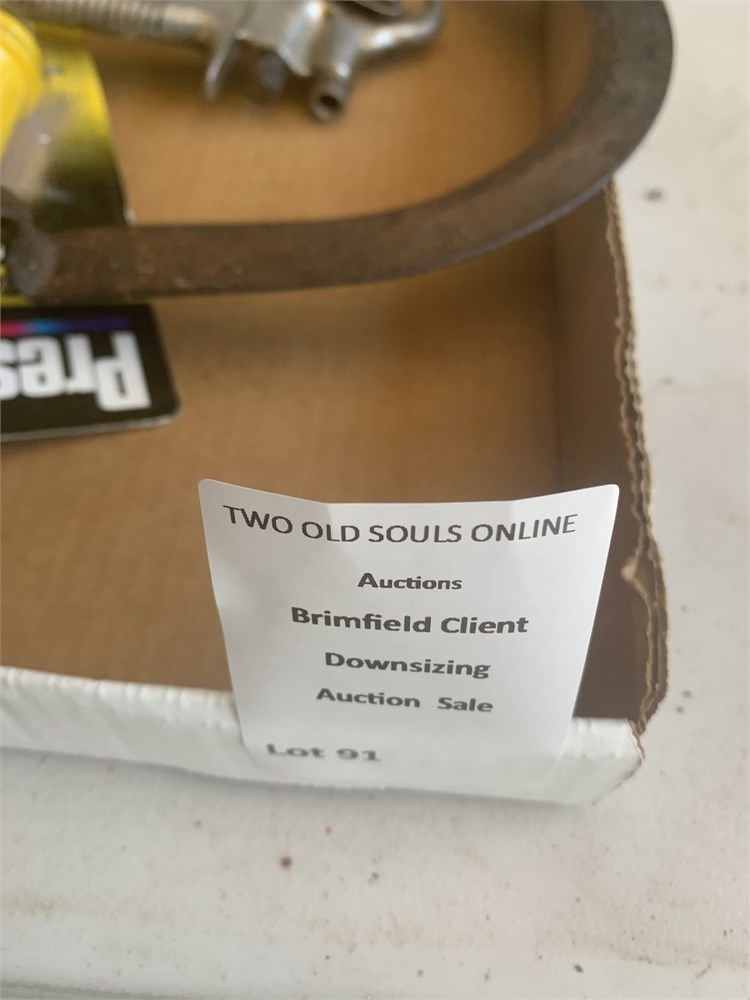 Pres
TWO OLD SOULS ONLINE
Auctions
Brimfield Client
Downsizing
Auction Sale
Lot 91